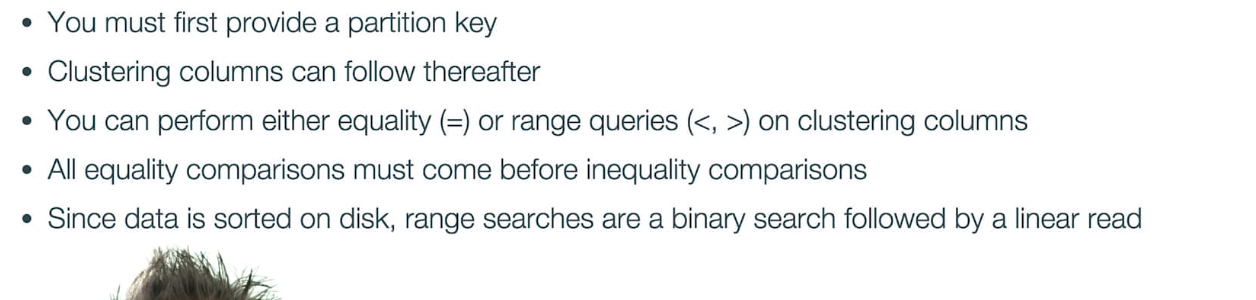 • You must first provide a partition key
• Clustering columns can follow thereafter
• You can perform either equality (=) or range queries (<, >) on clustering columns
• All equality comparisons must come before inequality comparisons
• Since data is sorted on disk, range searches are a binary search followed by a linear read